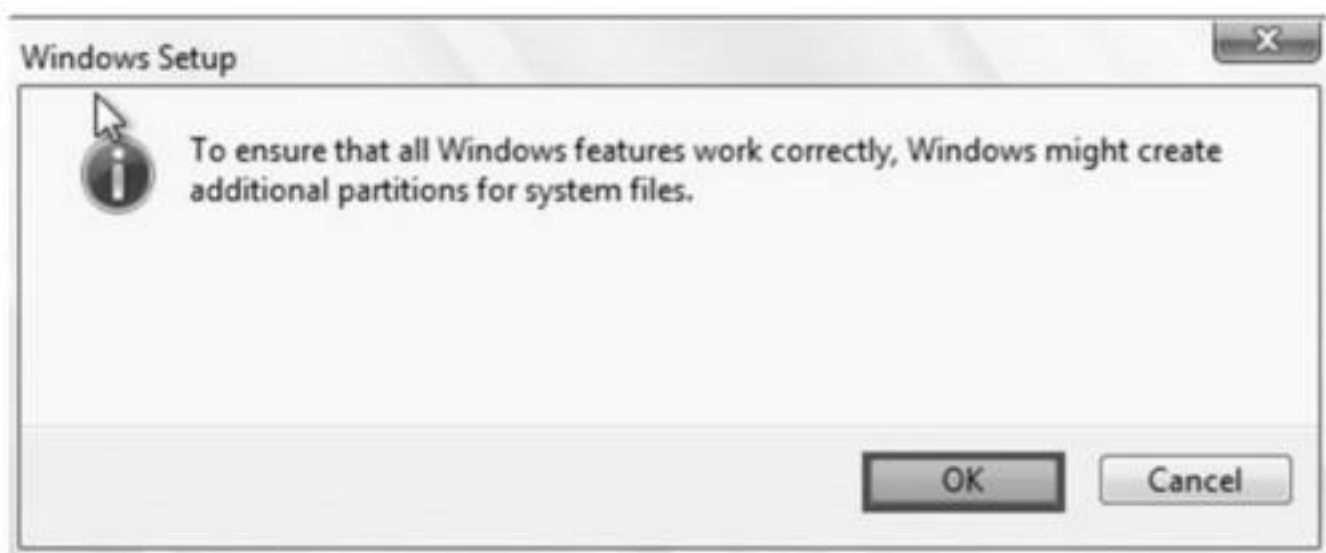 Windows Setup
To ensure that all Windows features work correctly, Windows might create
additional partitions for system files.
OK
Cancel